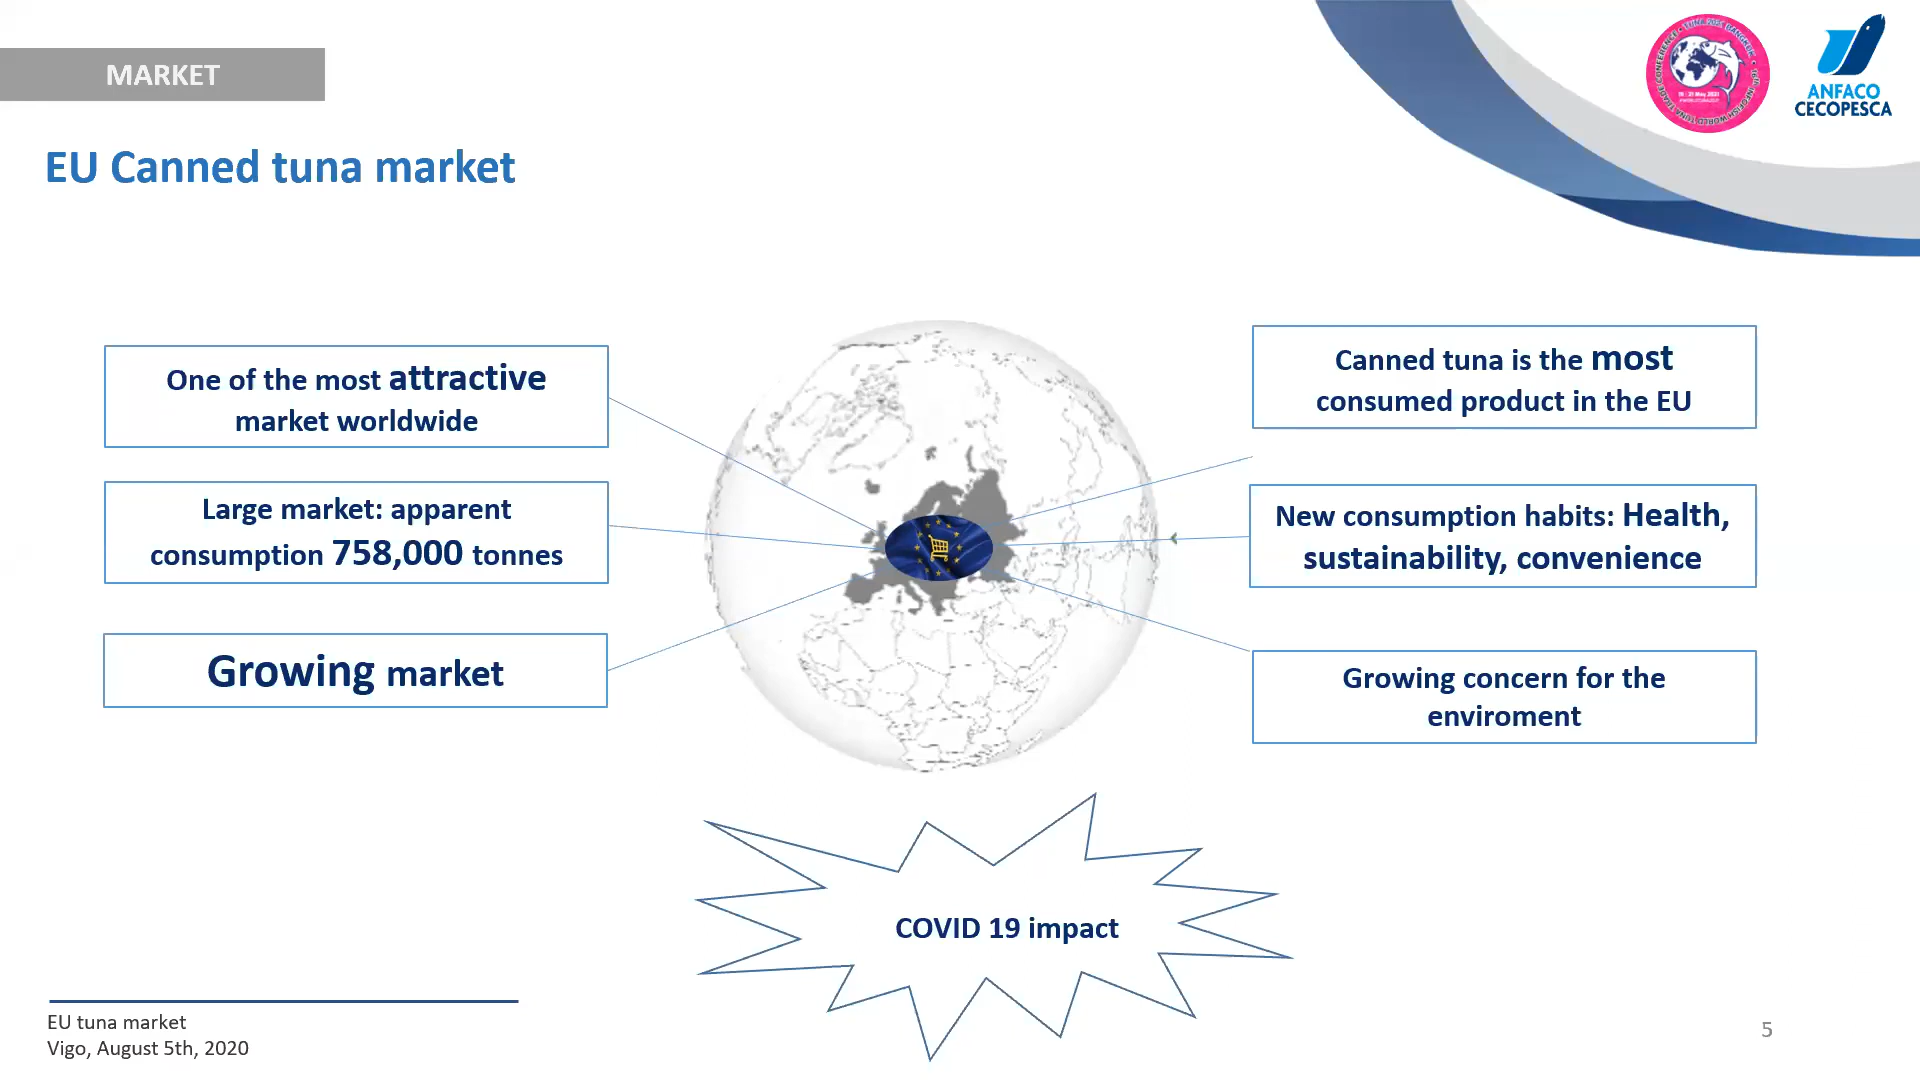 MARKET
ANFACO
CECOPESCA
EU Canned tuna market
One of the most attractive
market worldwide
Large market: apparent
consumption 758,000 tonnes
Growing market
Canned tuna is the most
consumed product in the EU
New consumption habits: Health,
sustainability, convenience
Growing concern for the
enviroment
COVID 19 impact
EU tuna market
Vigo, August 5th, 2020
5